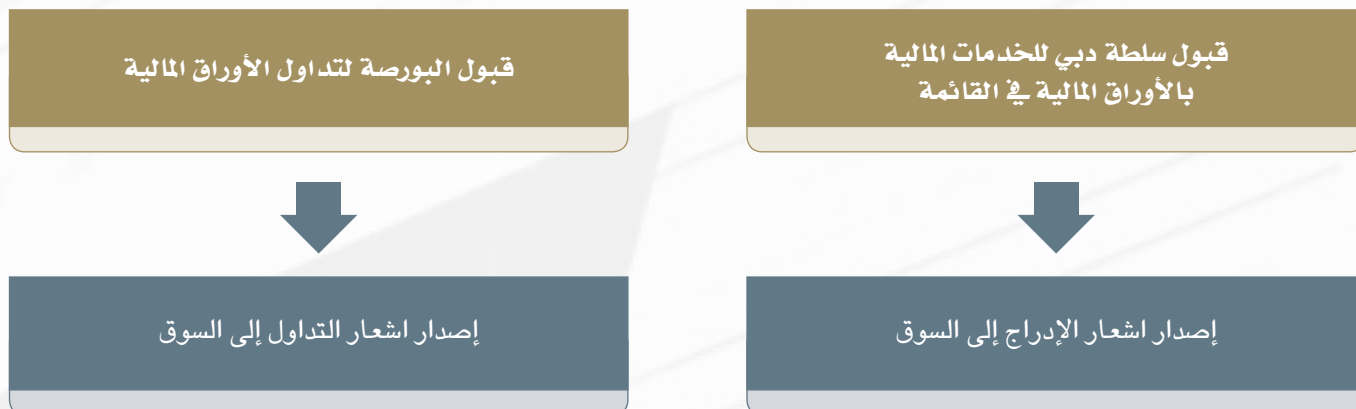 قبول سلطة دبي للخدمات المالية
بالأوراق المالية في القائمة
قبول البورصة لتداول الأوراق المالية
إصدار اشعار الإدراج إلى السوق
إصدار اشعار التداول إلى السوق